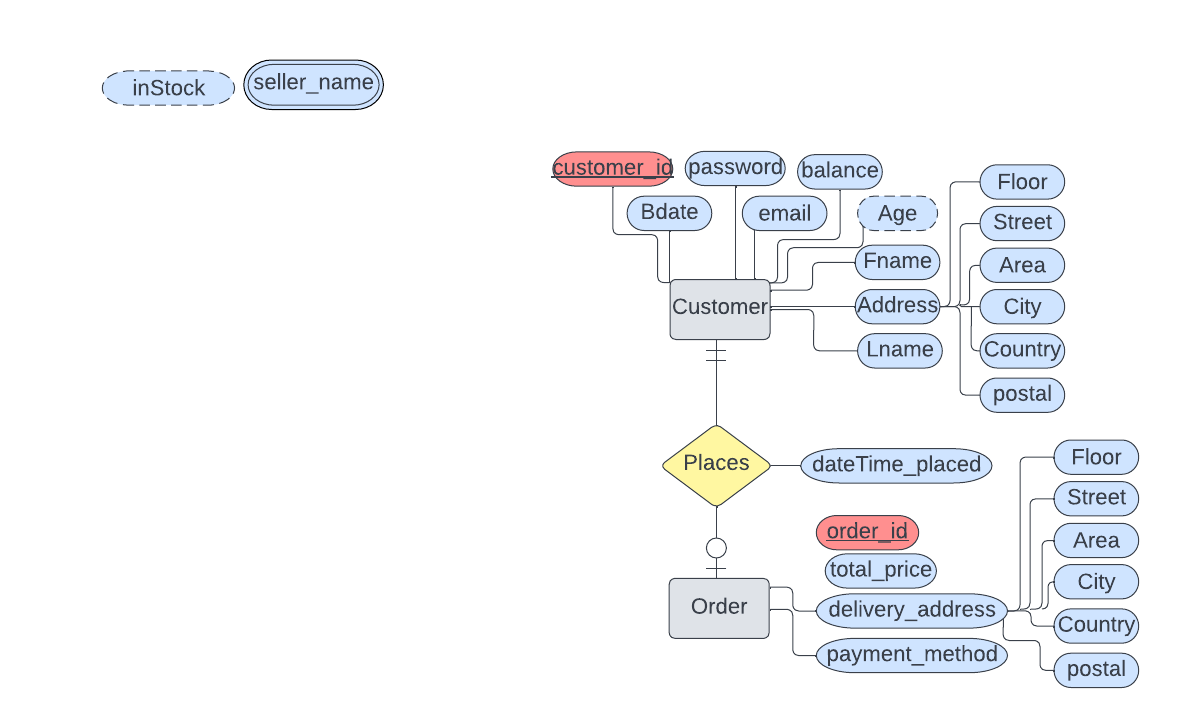 inStock
seller_name
customer_id
password
balance
Bdate
email
Age
Floor
Street
Fname
Area
Customer
Address
City
Lname
Country
postal
Places
dateTime_placed
Floor
Street
order_id
Area
total_price
City
Order
delivery_address
Country
payment_method
postal